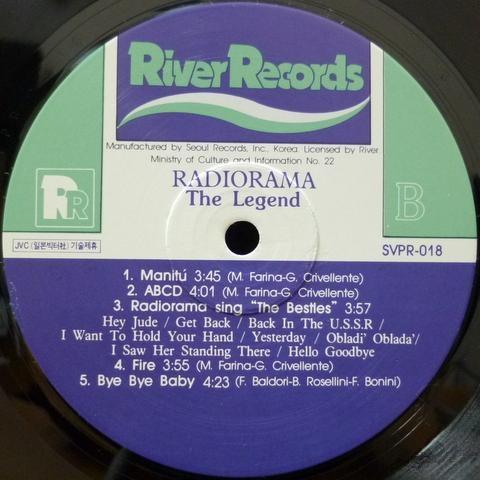 River Records
Manufactured by Seoul Records, Inc., Korea. Licensed by River
Ministry of Culture and Information No. 22
RR
RADIORAMA
The Legend
B
JVC (일본빅터社) 기술제휴
SVPR-018
1. Manitú 3:45 (M. Farina-G. Crivellente)
2. ABCD 4:01 (M. Farina-G. Crivellente)
3. Radiorama sing "The Bestles" 3:57
Hey Jude / Get Back / Back In The U.S.S.R /
I Want To Hold Your Hand / Yesterday / Obladi' Oblada'/
I Saw Her Standing There / Hello Goodbye
4. Fire 3:55 (M. Farina-G. Crivellente)
5. Bye Bye Baby 4:23 (F. Baldori-B. Rosellini-F. Bonini)